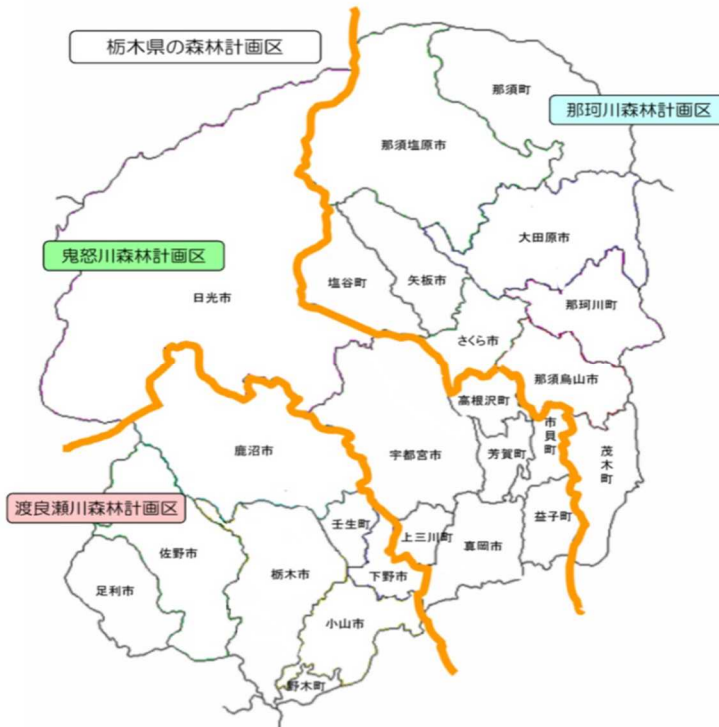 栃木県の森林計画区
那須町
那珂川森林計画区
那須塩原市
大田原市
鬼怒川森林計画区
塩谷町
矢板市
日光市
那珂川町
さくら市
那須烏山市
高根沢町
市貝町
鹿沼市
宇都宮市
芳賀町
茂木町
渡良瀬川森林計画区
壬生町
上三川町
真岡市
益子町
佐野市
栃木市
下野市
足利市
小山市
野木町